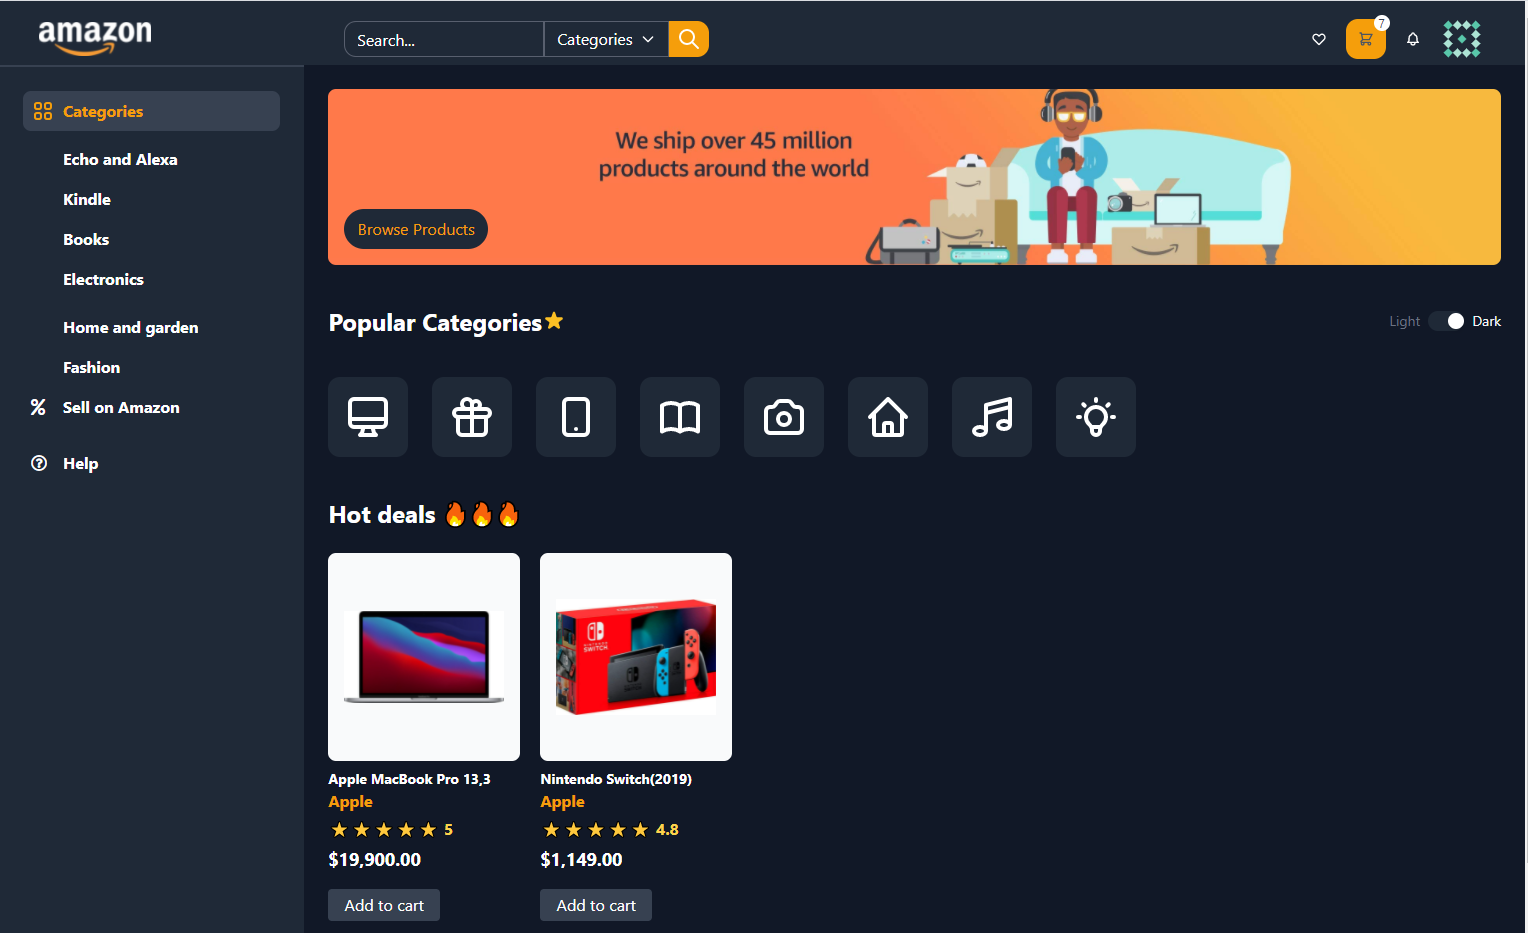 amazon
Search...
Categories
7
Categories
Echo and Alexa
Kindle
Books
Electronics
Home and garden
Fashion
Sell on Amazon
Help
We ship over 45 million
products around the world
Browse Products
Popular Categories
Light
Dark
Hot deals
NINTENDO
SWITCH
Apple MacBook Pro 13,3
Apple
5
$19,900.00
Add to cart
Nintendo Switch(2019)
Apple
4.8
$1,149.00
Add to cart